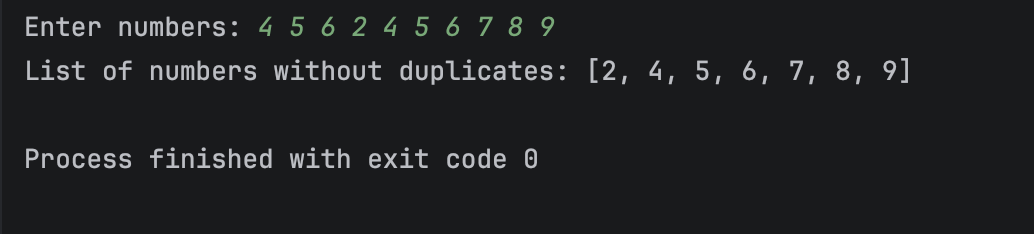 Enter numbers: 4 5 6 2 4 5 6 7 8 9
List of numbers without duplicates: [2, 4, 5, 6, 7, 8, 9]
Process finished with exit code 0